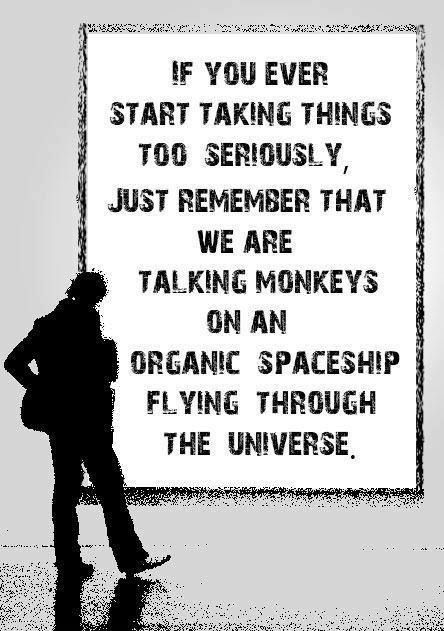 IF YOU EVER
START TAKING THINGS
TOO SERIOUSLY,
JUST REMEMBER THAT
WE ARE
TALKING MONKEYS
ON AN
ORGANIC SPACESHIP
FLYING THROUGH
THE UNIVERSE.